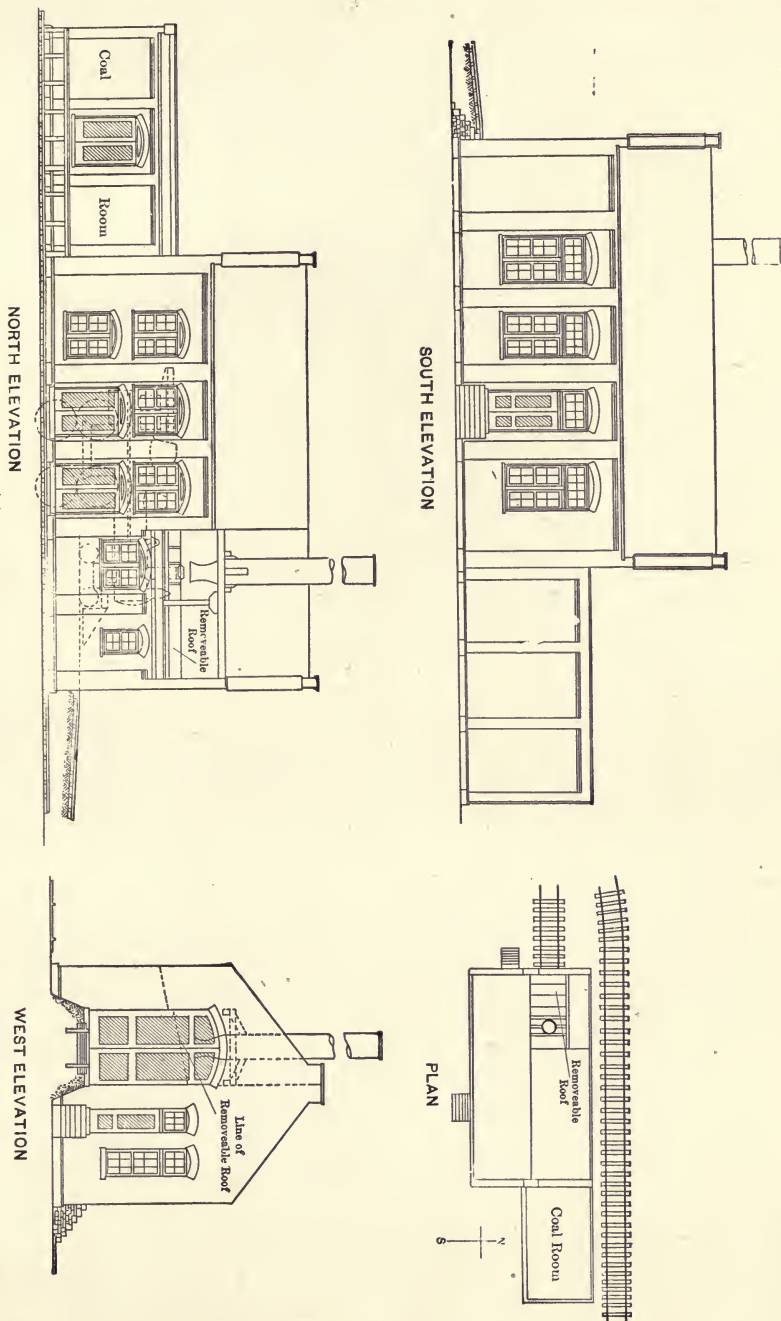 Coal
Room
Removeable
Roof
NORTH ELEVATION
SOUTH ELEVATION
Line of
Removeable Roof
WEST ELEVATION
Removeable
Roof
Coal Room
PLAN
N
S